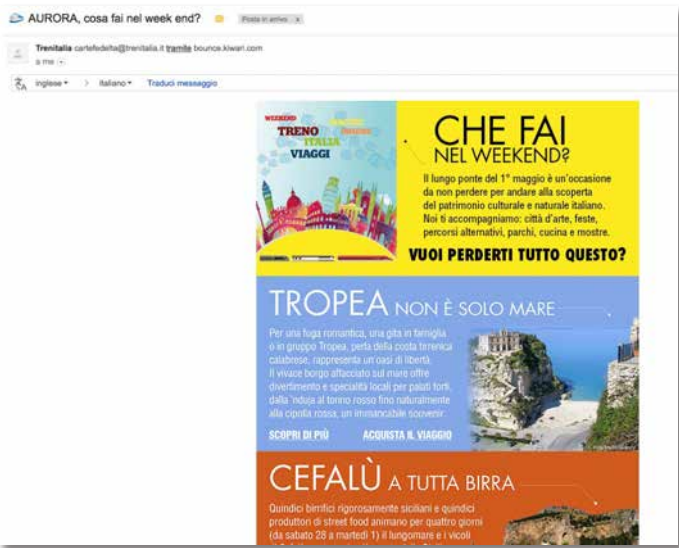 AURORA, cosa fai nel week end?
Posta in arrivo x
Trenitalia cartafedelta@trenitalia.it tramite bounce.kiwari.com
a me
inglese > italiano Traduci messaggio
WEEKEND
TRENO
ITALIA
VIAGGI
CHE FAI
NEL WEEKEND?
Il lungo ponte del 1° maggio è un'occasione
da non perdere per andare alla scoperta
del patrimonio culturale e naturale italiano.
Noi ti accompagniamo: città d'arte, feste,
percorsi alternativi, parchi, cucina e mostre.
VUOI PERDERTI TUTTO QUESTO?
TROPEA NON È SOLO MARE
Per una fuga romantica, una gita in famiglia
o in gruppo Tropea, perla della costa tirrenica
calabrese, rappresenta un'oasi di libertà.
Il vivace borgo affacciato sul mare offre
divertimento e specialità locali per palati forti,
dalla 'nduja al tonno rosso fino naturalmente
alla cipolla rossa, un immancabile souvenir.
SCOPRI DI PIÙ ACQUISTA IL VIAGGIO
CEFALÙ A TUTTA BIRRA
Quindici birrifici rigorosamente siciliani e quindici
produttori di street food animano per quattro giorni
(da sabato 28 a martedì 1) il lungomare e i vicoli